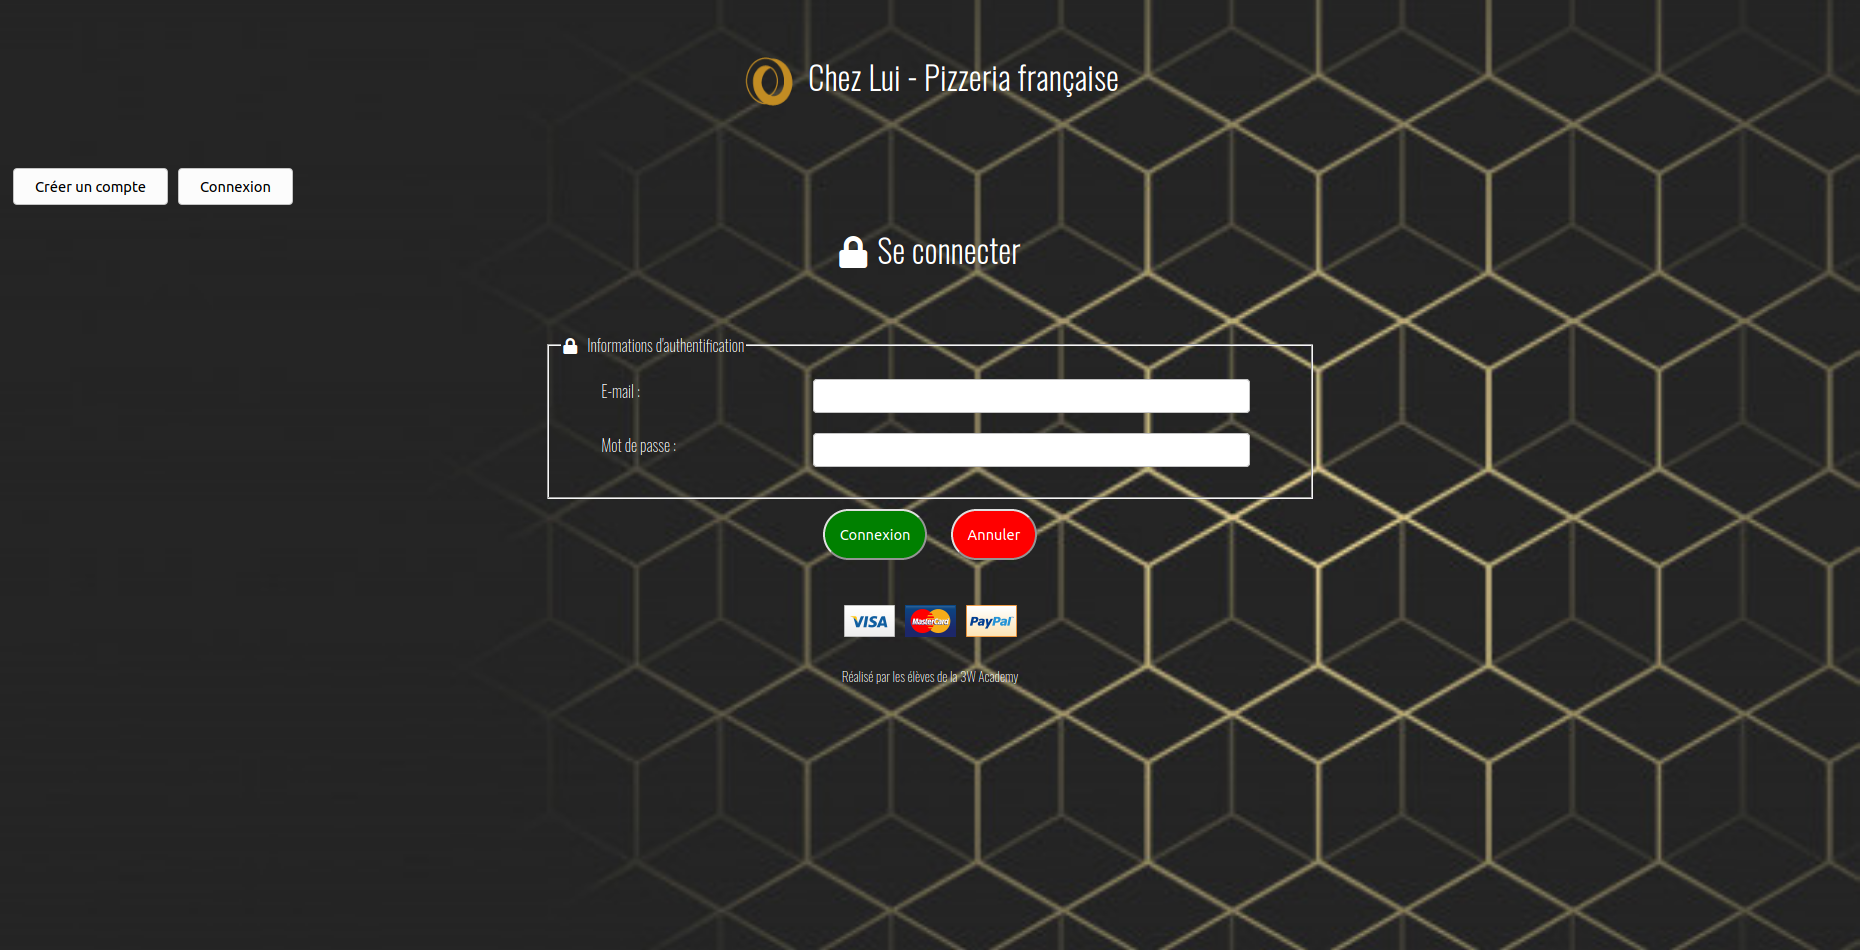 Chez Lui - Pizzeria française
Créer un compte
Connexion
Se connecter
Informations d'authentification
E-mail :
Mot de passe :
Connexion
Annuler
VISA
MasterCard
PayPal
Réalisé par les élèves de la 3W Academy